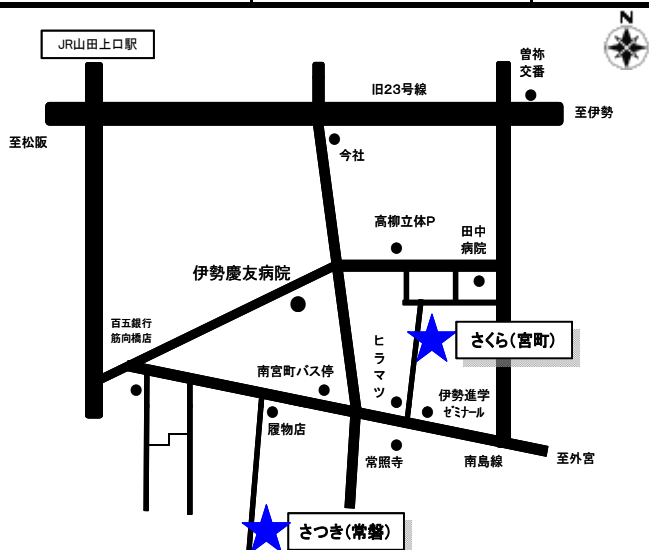 N
JR山田上口駅
曽祢
交番
旧23号線
至伊勢
至松阪
今社
高柳立体P
田中
病院
伊勢慶友病院
百五銀行
筋向橋店
ヒラマツ
さくら(宮町)
南宮町バス停
伊勢進学
ゼミナール
履物店
常照寺
南島線
至外宮
さつき(常磐)